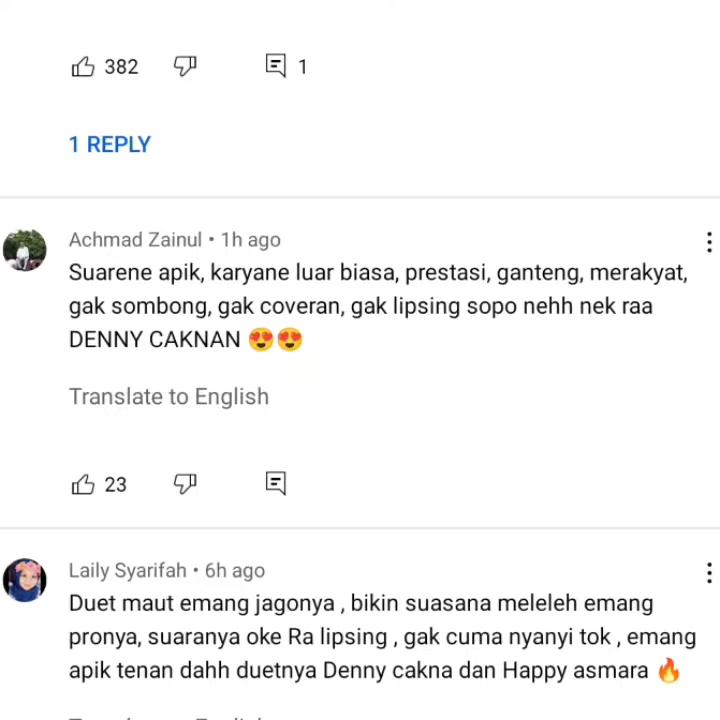 382 1
1 REPLY
Achmad Zainul • 1h ago
Suarene apik, karyane luar biasa, prestasi, ganteng, merakyat,
gak sombong, gak coveran, gak lipsing sopo nehh nek raa
DENNY CAKNAN 😍😍
Translate to English
23
Laily Syarifah • 6h ago
Duet maut emang jagonya , bikin suasana meleleh emang
pronya, suaranya oke Ra lipsing , gak cuma nyanyi tok , emang
apik tenan dahh duetnya Denny cakna dan Happy asmara 🔥